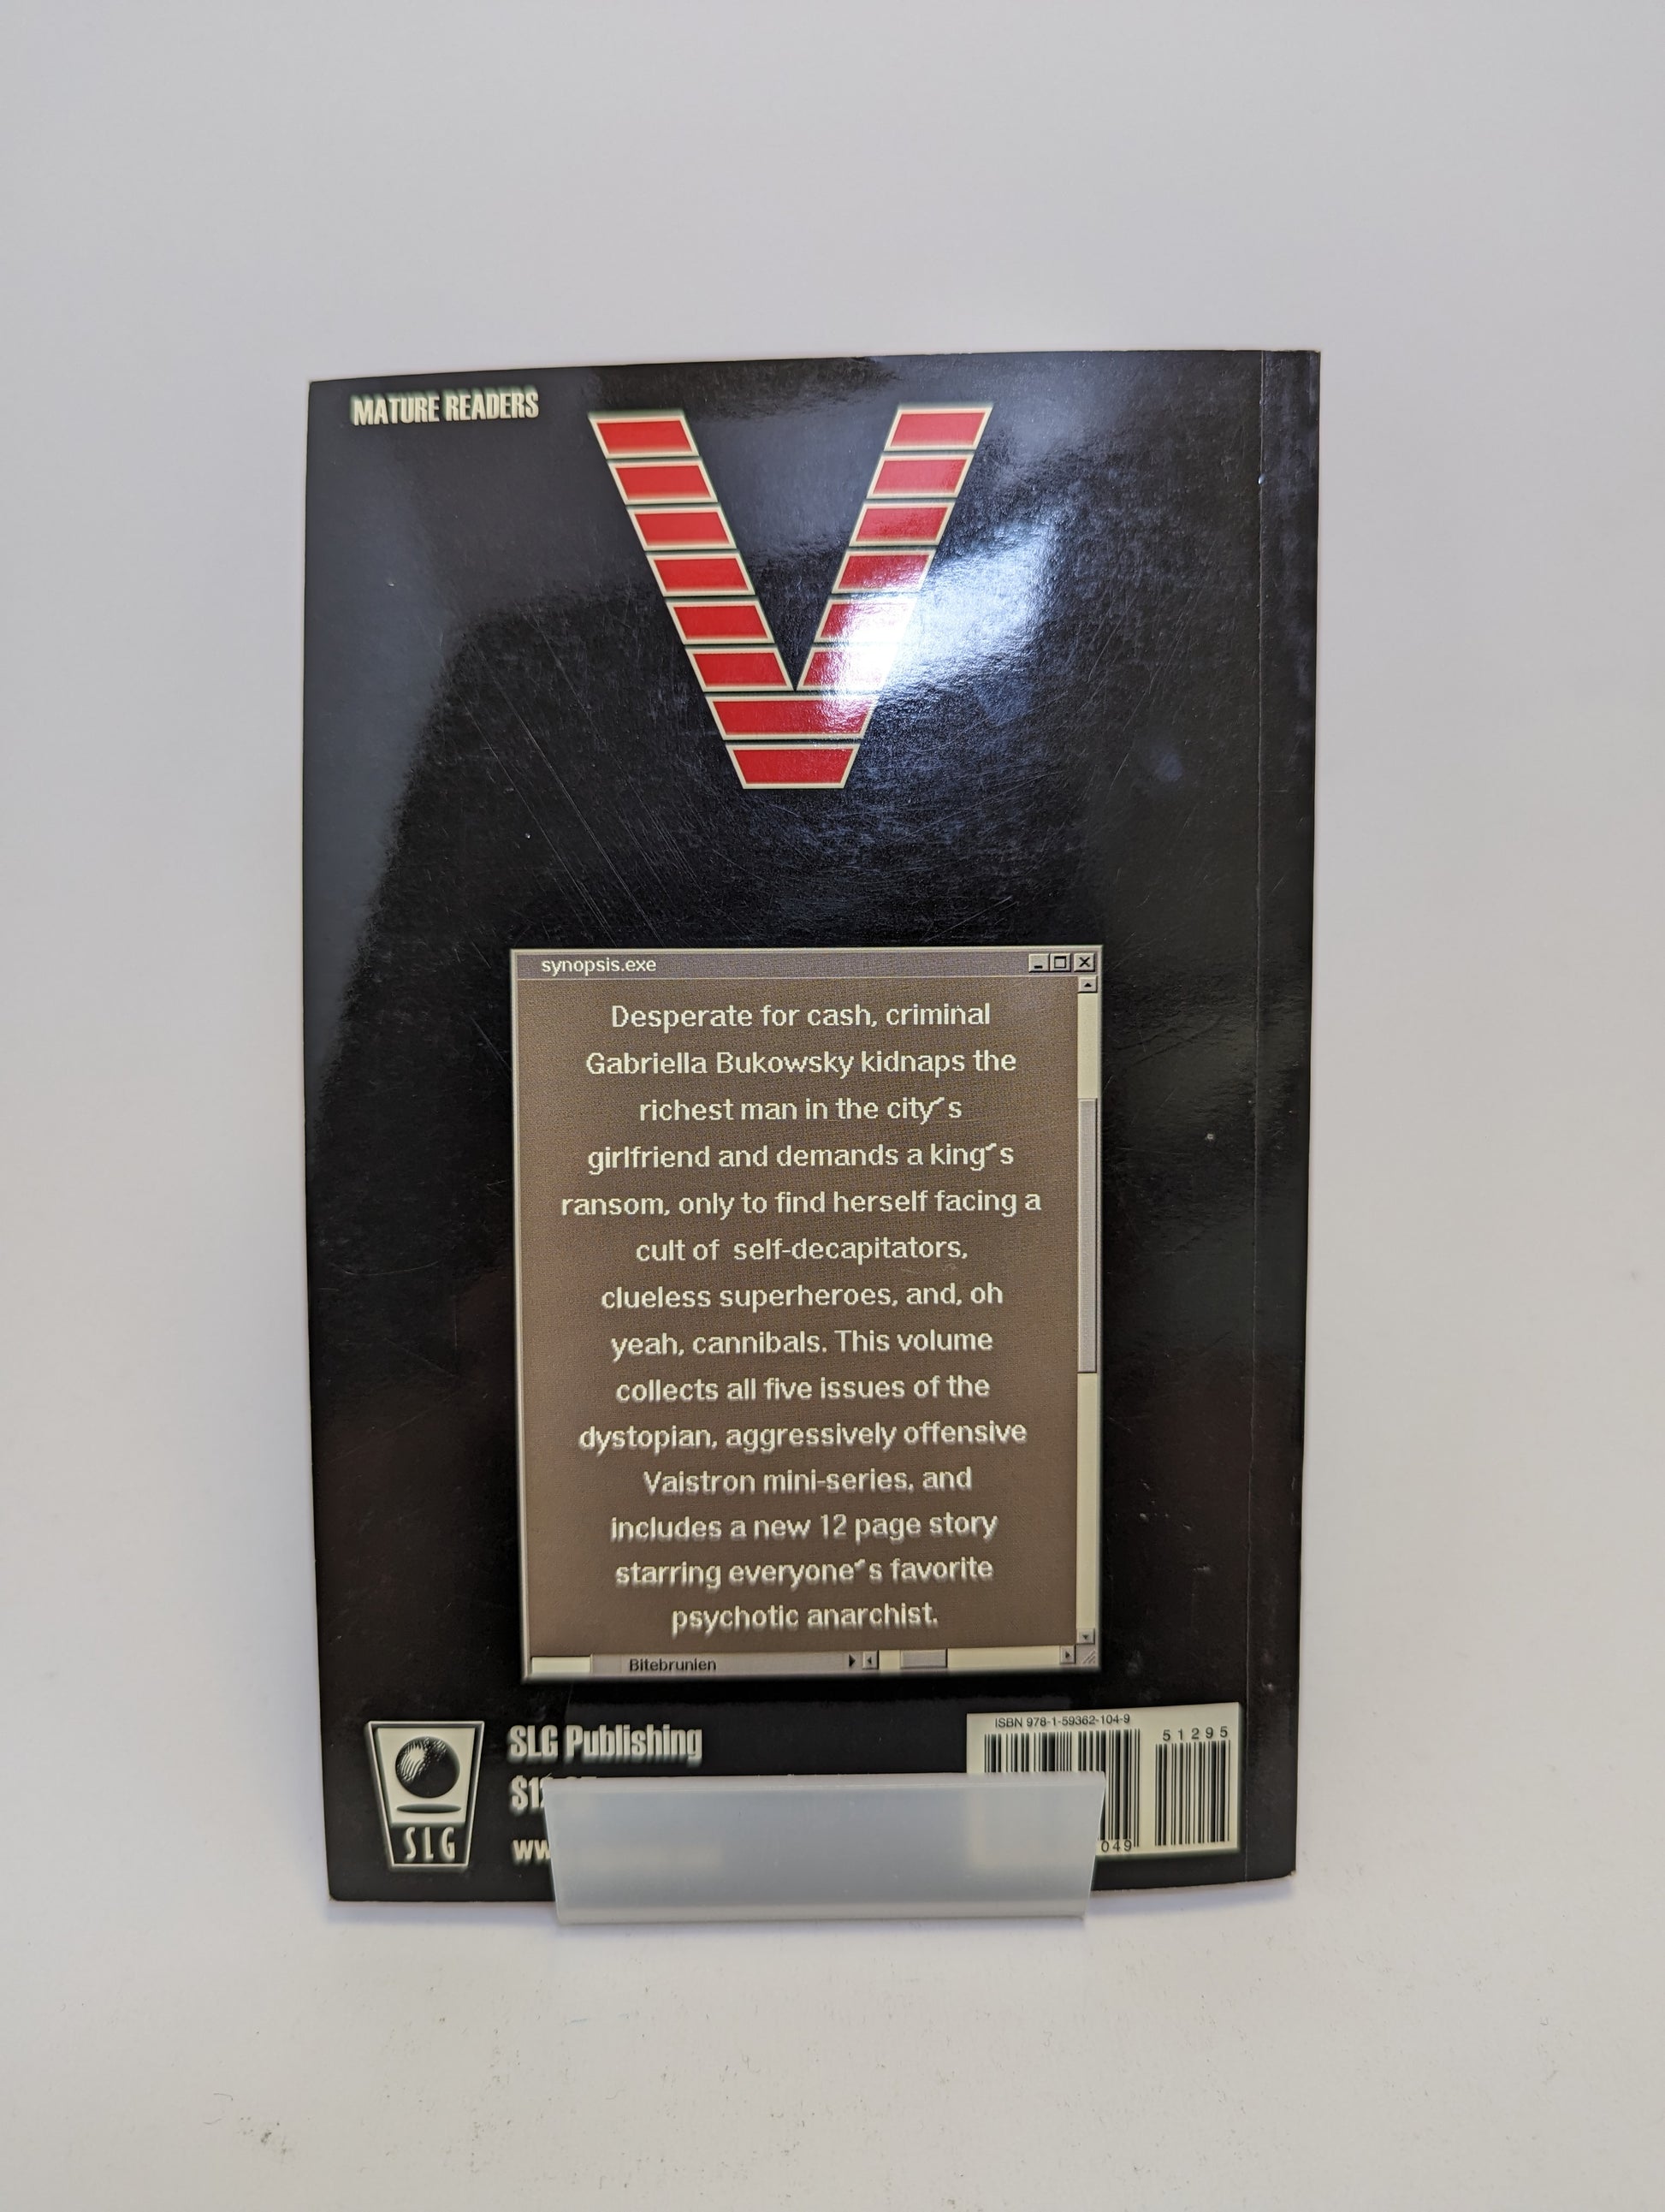 MATURE READERS
V
synopsis.exe
Desperate for cash, criminal
Gabriella Bukowsky kidnaps the
richest man in the city´s
girlfriend and demands a king´s
ransom, only to find herself facing a
cult of self-decapitators,
clueless superheroes, and, oh
yeah, cannibals. This volume
collects all five issues of the
dystopian, aggressively offensive
Vaistron mini-series, and
includes a new 12 page story
starring everyone´s favorite
psychotic anarchist.
Bitebrunien
SLG
SLG Publishing
ISBN 978-1-59362-104-9
51295